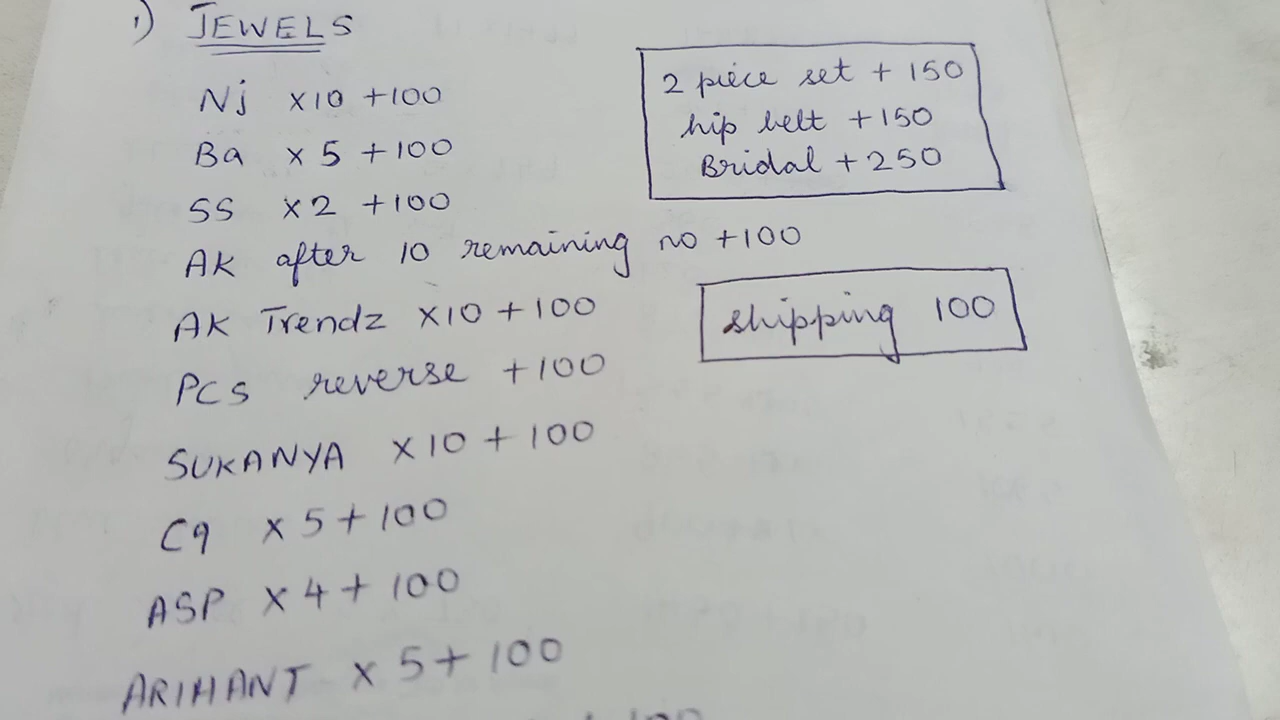 1) JEWELS
Nj x10 +100
Ba x 5 +100
SS x2 +100
AK after 10 remaining no +100
AK Trendz x10 + 100
PCS reverse +100
SUKANYA x10 + 100
C9 x 5 + 100
ASP x 4 + 100
ARIHANT x 5 + 100
2 piece set + 150
hip belt +150
Bridal + 250
shipping 100